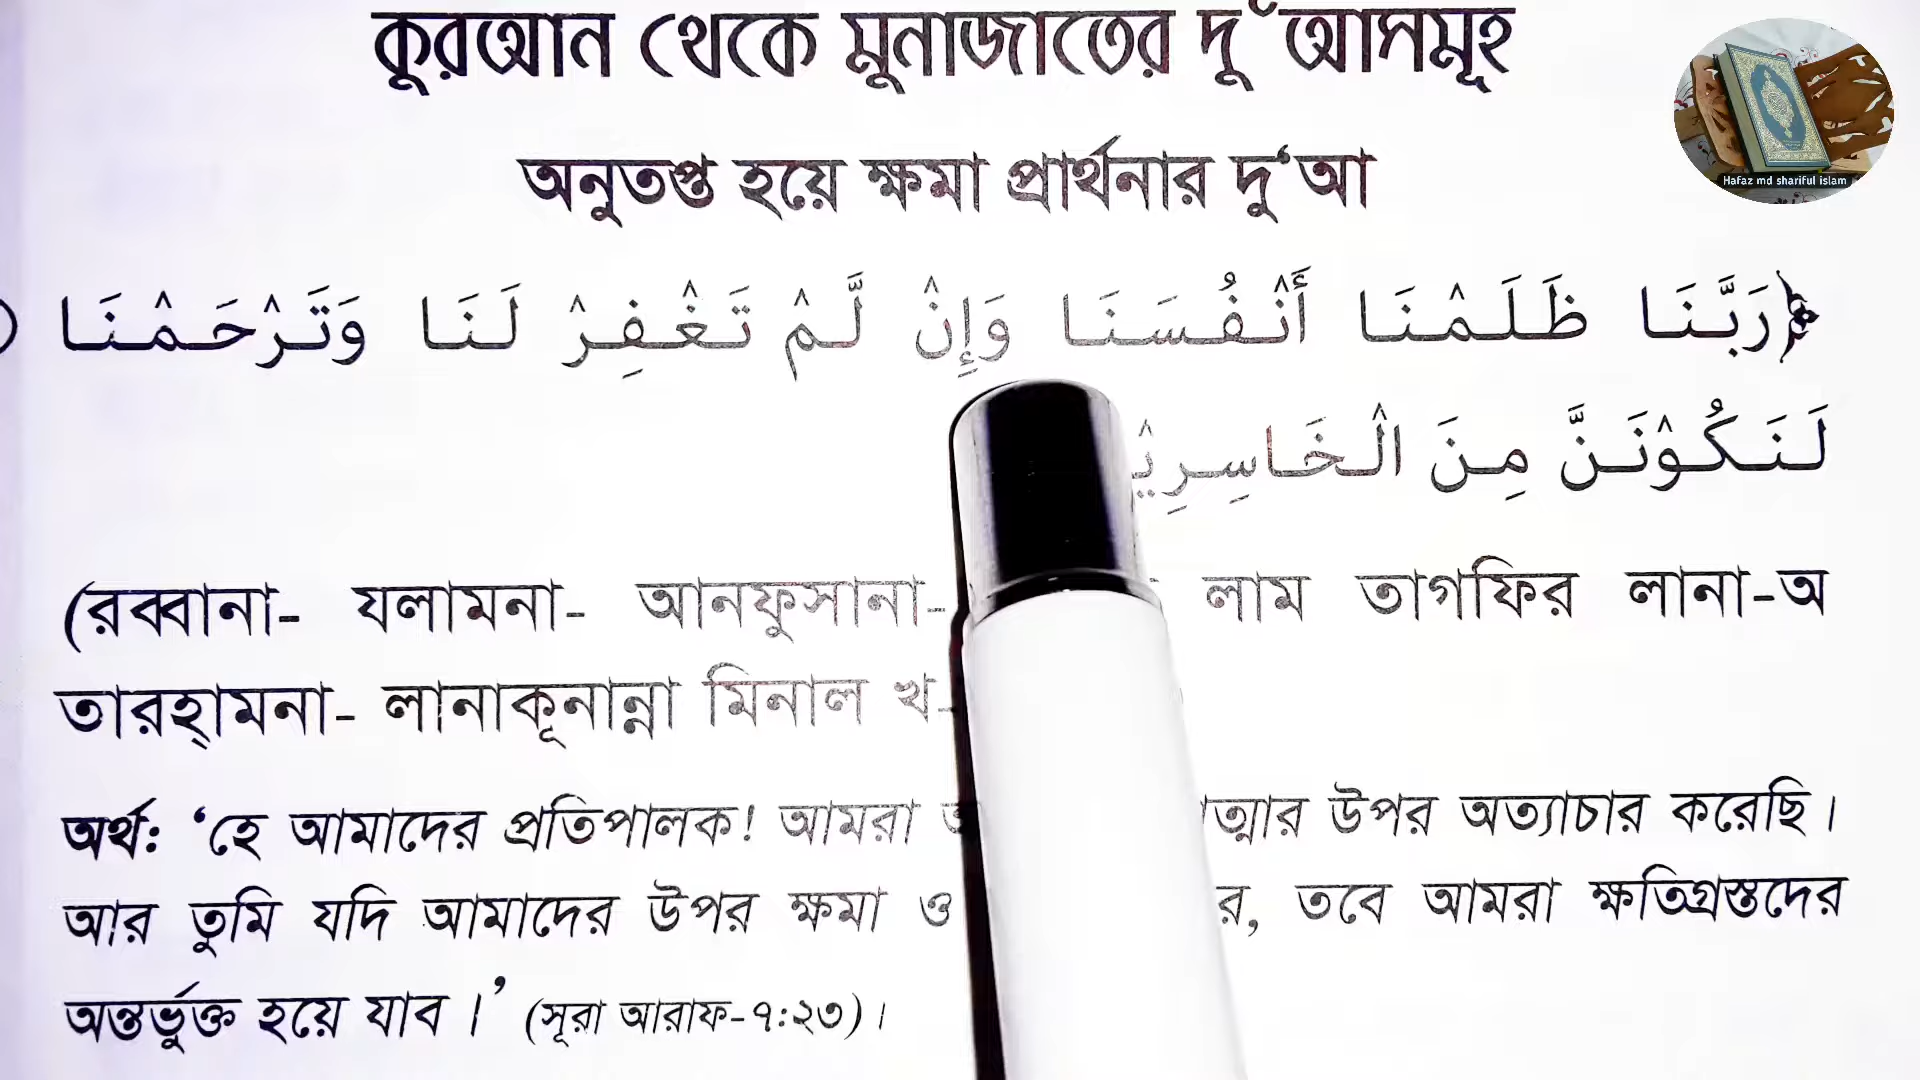 কুরআন থেকে মুনাজাতের দু‘আসমূহ
অনুতপ্ত হয়ে ক্ষমা প্রার্থনার দু‘আ
﴿رَبَّنَا ظَلَمْنَا أَنْفُسَنَا وَإِنْ لَّمْ تَغْفِرْ لَنَا وَتَرْحَمْنَا
لَنَكُوْنَنَّ مِنَ الْخَاسِرِيْ
(রব্বানা- যলামনা- আনফুসানা- লাম তাগফির লানা-অ
তারহামনা- লানাকূনান্না মিনাল খ-
অর্থ: ‘হে আমাদের প্রতিপালক! আমরা ত্মার উপর অত্যাচার করেছি।
আর তুমি যদি আমাদের উপর ক্ষমা ও র, তবে আমরা ক্ষতিগ্রস্তদের
অন্তর্ভুক্ত হয়ে যাব।’ (সূরা আরাফ-৭:২৩)।
Hafaz md shariful islam